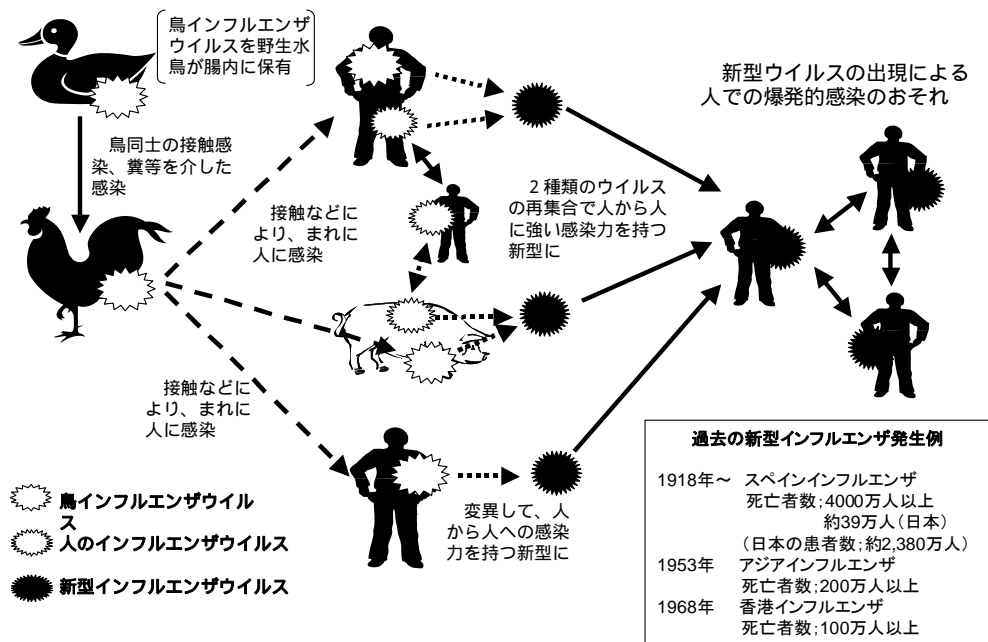 鳥インフルエンザ
ウイルスを野生水
鳥が腸内に保有
新型ウイルスの出現による
人での爆発的感染のおそれ
鳥同士の接触感
染、糞等を介した
感染
接触などに
より、まれに
人に感染
２種類のウイルス
の再集合で人から人
に強い感染力を持つ
新型に
接触などに
より、まれに
人に感染
変異して、人
から人への感染
力を持つ新型に
鳥インフルエンザウイル
ス
人のインフルエンザウイルス
新型インフルエンザウイルス
過去の新型インフルエンザ発生例
1918年～ スペインインフルエンザ
死亡者数;4000万人以上
約39万人(日本)
(日本の患者数;約2,380万人)
1953年 アジアインフルエンザ
死亡者数;200万人以上
1968年 香港インフルエンザ
死亡者数;100万人以上